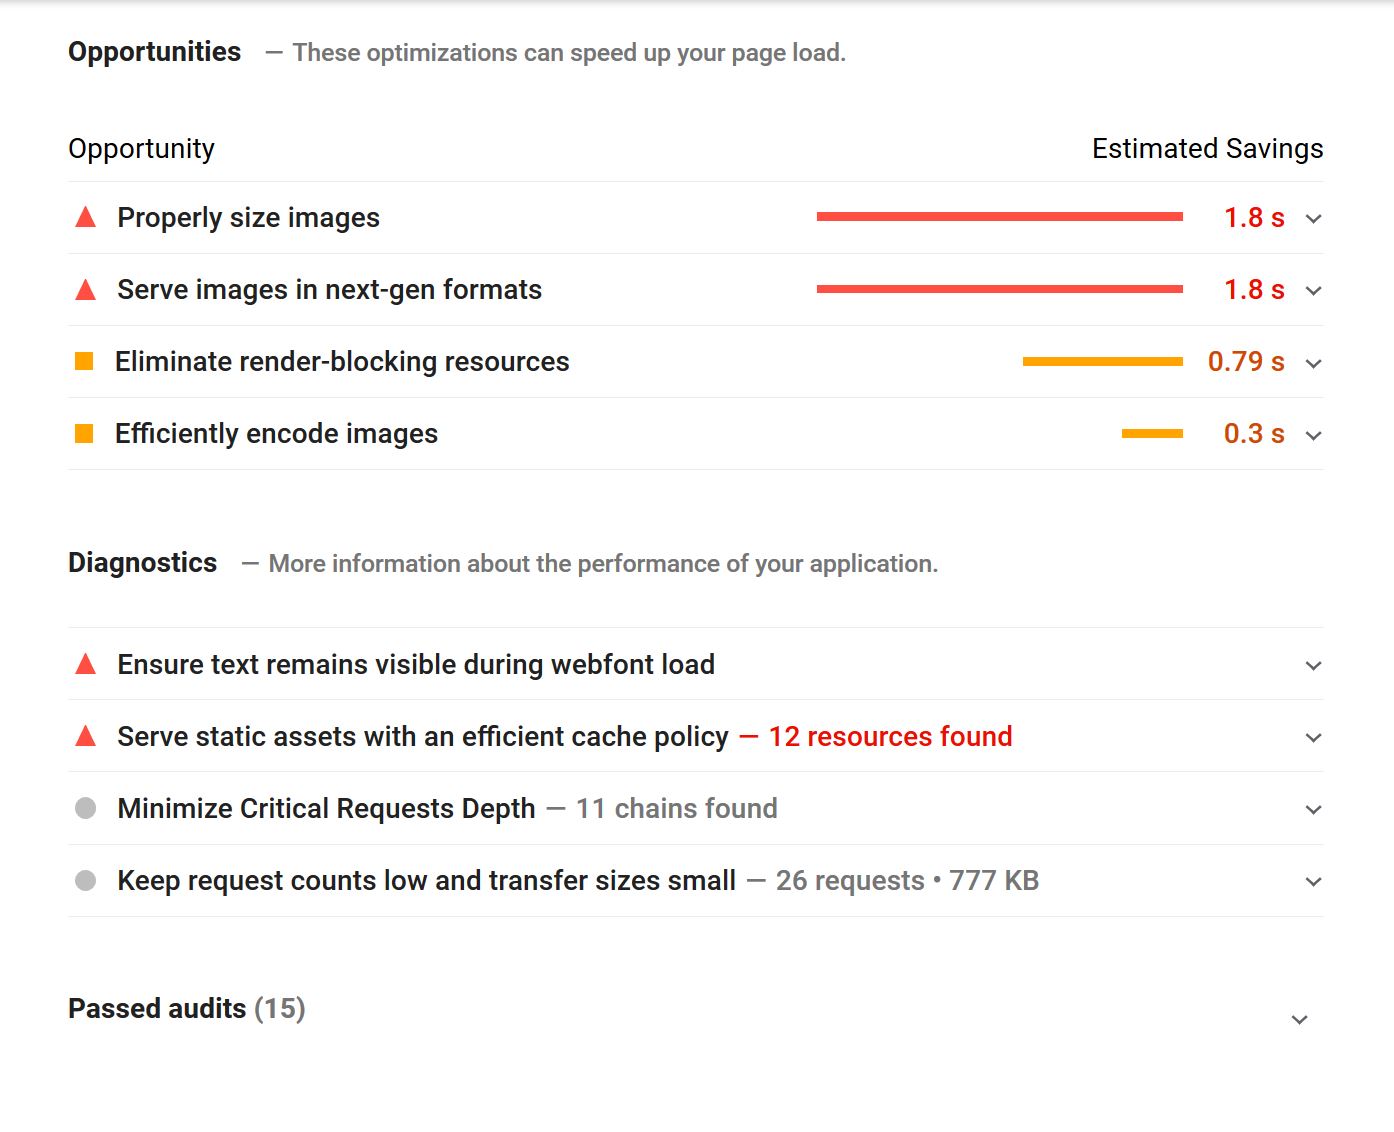 Opportunities — These optimizations can speed up your page load.
Opportunity Estimated Savings
Properly size images 1.8 s
Serve images in next-gen formats 1.8 s
Eliminate render-blocking resources 0.79 s
Efficiently encode images 0.3 s
Diagnostics — More information about the performance of your application.
Ensure text remains visible during webfont load
Serve static assets with an efficient cache policy — 12 resources found
Minimize Critical Requests Depth — 11 chains found
Keep request counts low and transfer sizes small — 26 requests • 777 KB
Passed audits (15)